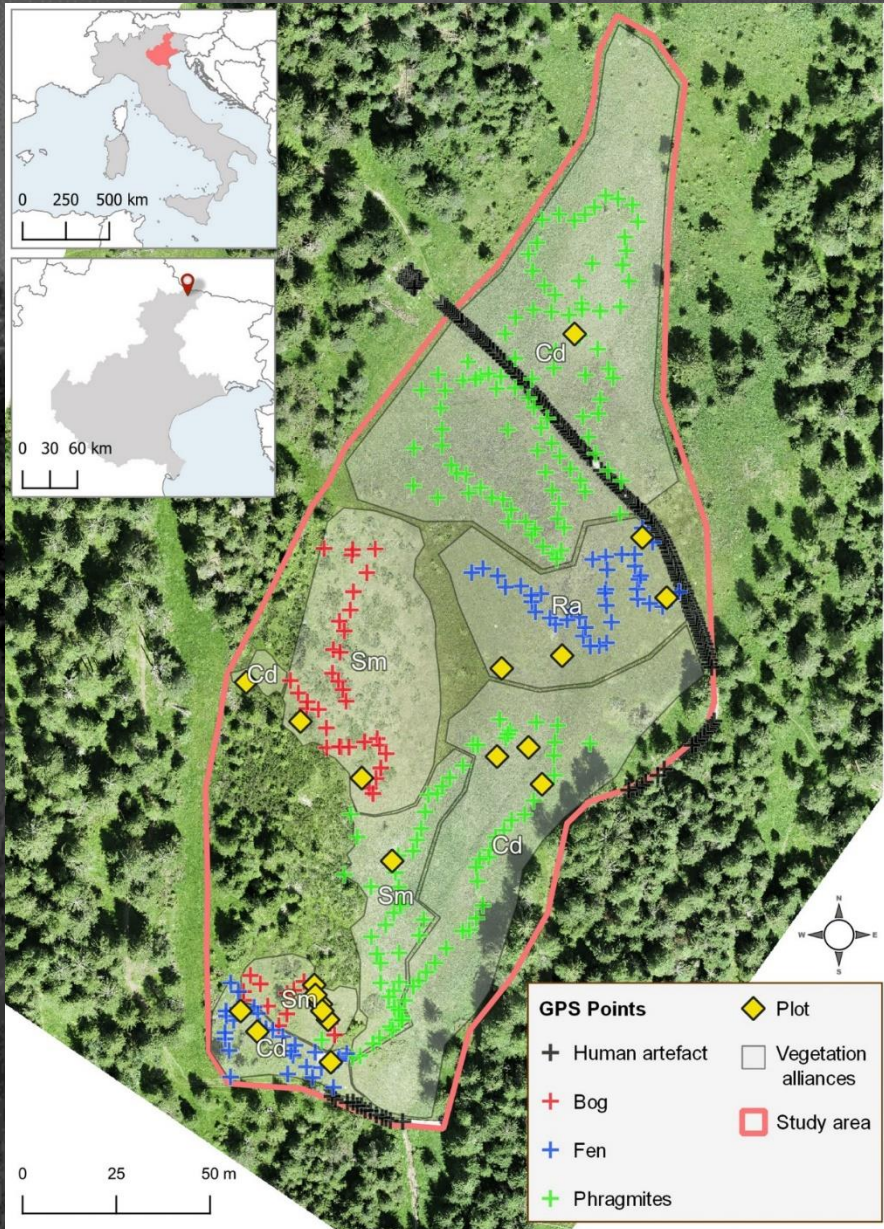 0 250 500 km
0 30 60 km
Cd
Ra
Sm
Cd
Cd
Sm
Sm
Cd
N
W E
S
GPS Points
Human artefact
Bog
Fen
Phragmites
Plot
Vegetation
alliances
Study area
0 25 50 m